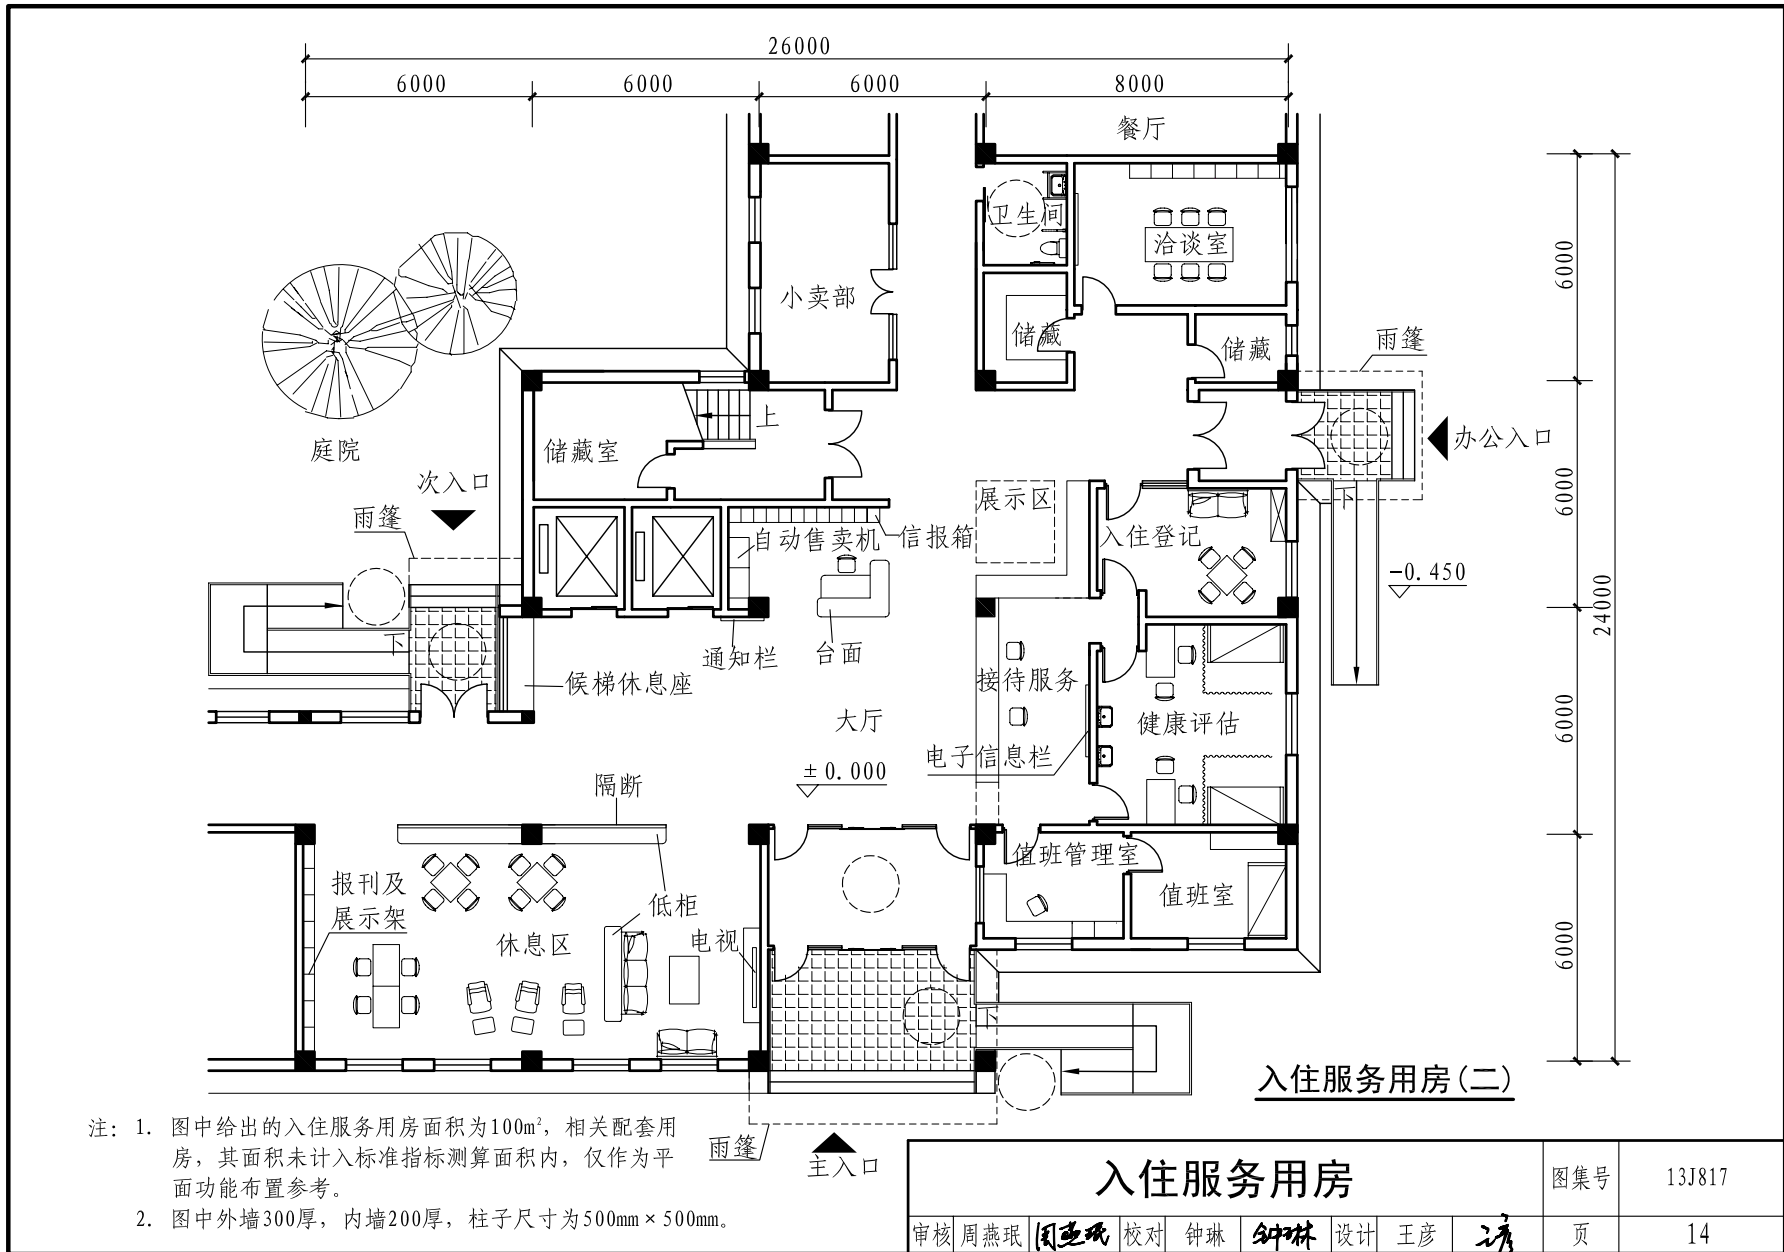 26000
6000
6000
6000
8000
餐厅
卫生间
洽谈室
6000
小卖部
储藏
储藏
雨篷
庭院
上
储藏室
办公入口
次入口
展示区
下
6000
雨篷
自动售卖机
信报箱
入住登记
-0.450
24000
下
通知栏
台面
候梯休息座
接待服务
大厅
健康评估
6000
电子信息栏
±0.000
隔断
值班管理室
报刊及
展示架
低柜
值班室
休息区
电视
6000
下
入住服务用房(二)
雨篷
主入口
注: 1. 图中给出的入住服务用房面积为100m², 相关配套用
房, 其面积未计入标准指标测算面积内, 仅作为平
面功能布置参考。
2. 图中外墙300厚, 内墙200厚, 柱子尺寸为500mm×500mm。
入住服务用房 图集号 13J817
审核 周燕珉 周燕珉 校对 钟琳 钟琳 设计 王彦 页 14